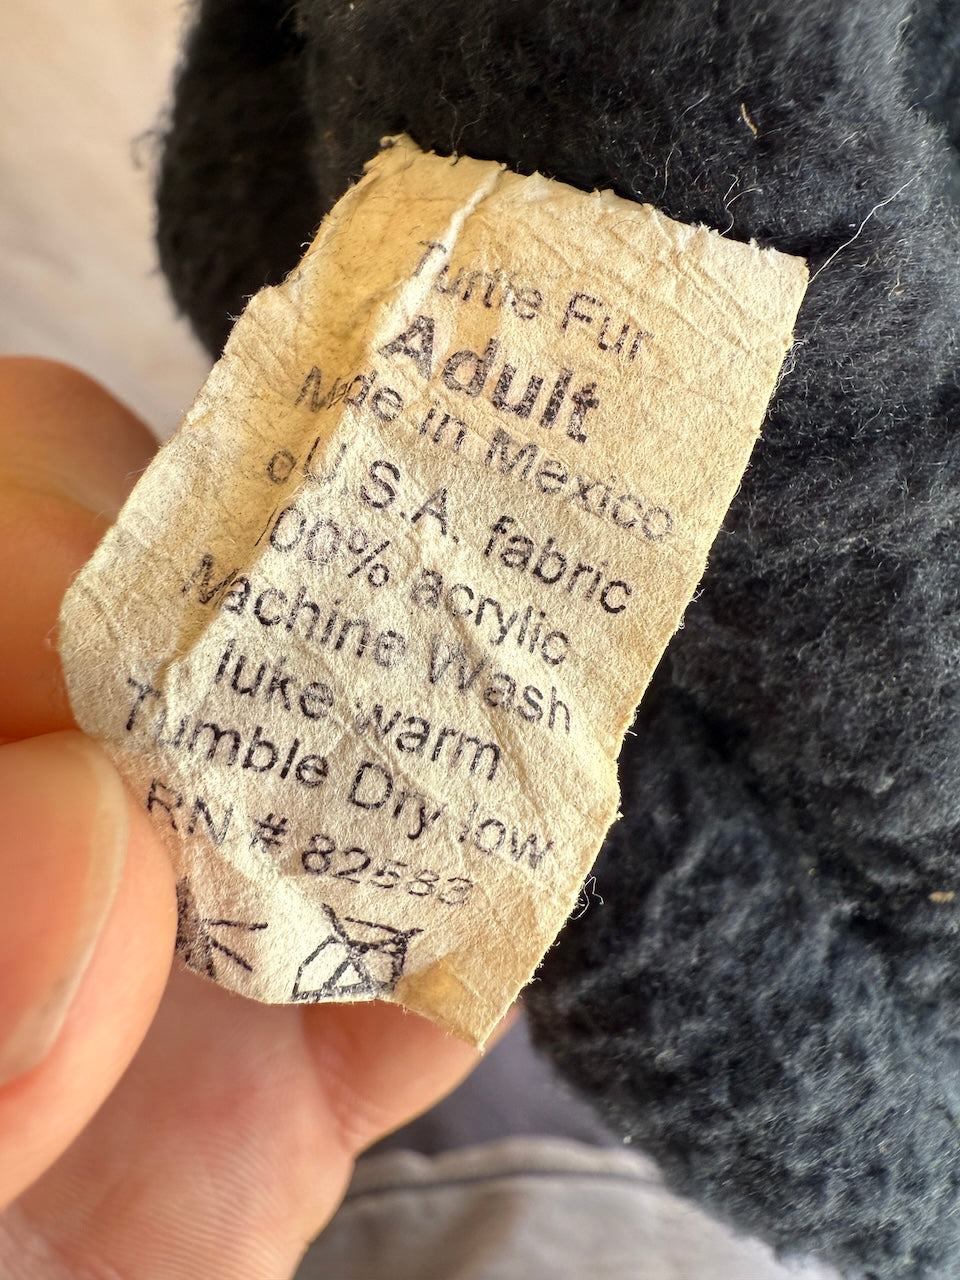 Turtle Fur
Adult
Made in Mexico
of U.S.A. fabric
100% acrylic
Machine Wash
luke warm
Tumble Dry low
RN # 82583